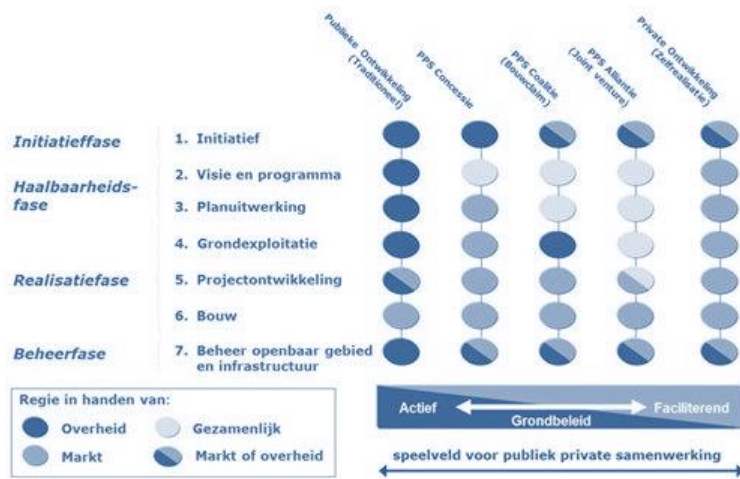 Publieke Ontwikkeling
(Traditioneel)
PPS Concessie
PPS Coalitie
(Bouwclaim)
PPS Alliantie
(Joint venture)
Private Ontwikkeling
(Zelfrealisatie)
Initiatieffase
1. Initiatief
Haalbaarheids-
fase
2. Visie en programma
3. Planuitwerking
4. Grondexploitatie
Realisatiefase
5. Projectontwikkeling
6. Bouw
Beheerfase
7. Beheer openbaar gebied
en infrastructuur
Regie in handen van:
Overheid
Gezamenlijk
Markt
Markt of overheid
Actief
Faciliterend
Grondbeleid
speelveld voor publiek private samenwerking